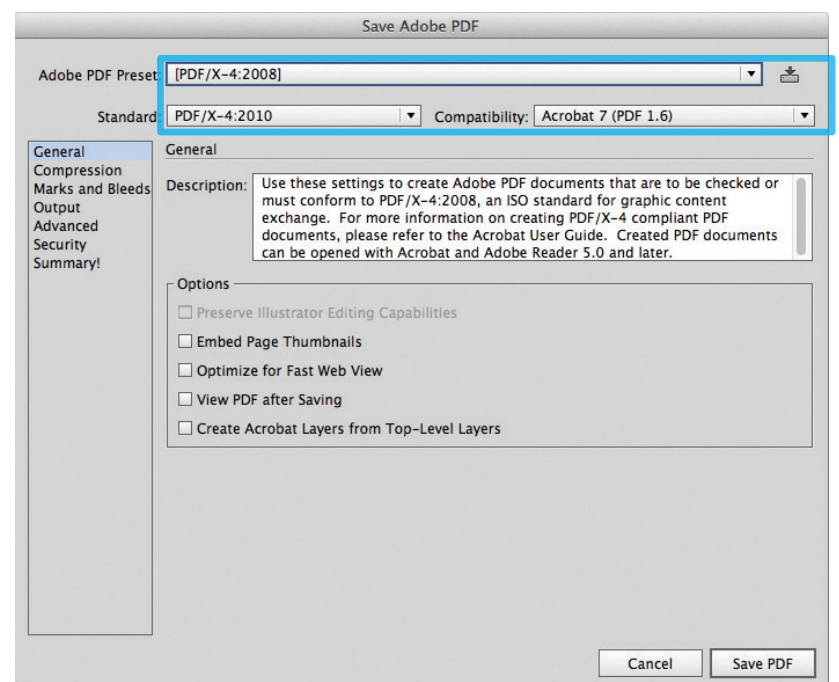 Save Adobe PDF
Adobe PDF Preset: [PDF/X-4:2008]
Standard: PDF/X-4:2010 Compatibility: Acrobat 7 (PDF 1.6)
General
Compression
Marks and Bleeds
Output
Advanced
Security
Summary!
General
Description: Use these settings to create Adobe PDF documents that are to be checked or
must conform to PDF/X-4:2008, an ISO standard for graphic content
exchange. For more information on creating PDF/X-4 compliant PDF
documents, please refer to the Acrobat User Guide. Created PDF documents
can be opened with Acrobat and Adobe Reader 5.0 and later.
Options
Preserve Illustrator Editing Capabilities
Embed Page Thumbnails
Optimize for Fast Web View
View PDF after Saving
Create Acrobat Layers from Top-Level Layers
Cancel Save PDF